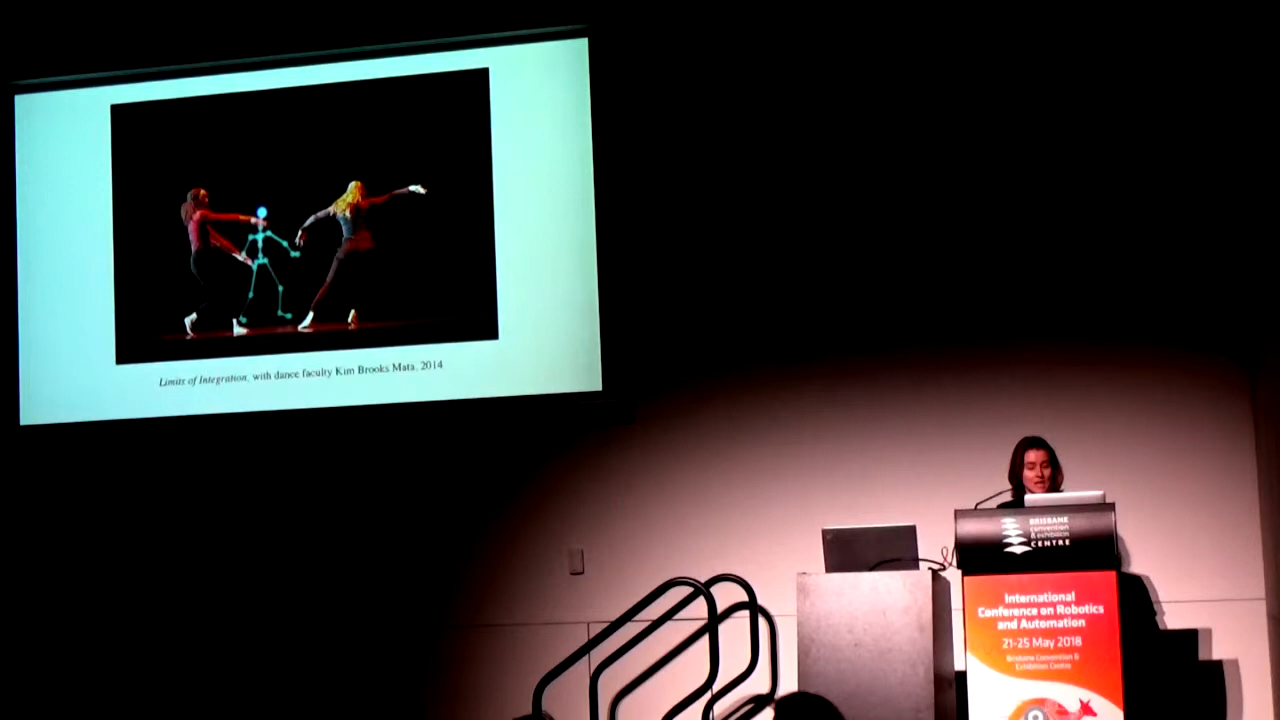 Limits of Integration, with dance faculty Kim Brooks Mata, 2014
BRISBANE
convention
& exhibition
CENTRE
International
Conference on Robotics
and Automation
21-25 May 2018
Brisbane Convention &
Exhibition Centre